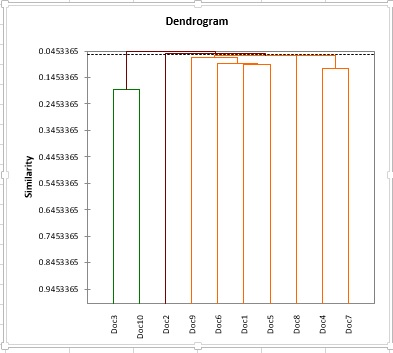 Dendrogram
0.0453365
0.1453365
0.2453365
0.3453365
0.4453365
0.5453365
0.6453365
0.7453365
0.8453365
0.9453365
Similarity
Doc3
Doc10
Doc2
Doc9
Doc6
Doc1
Doc5
Doc8
Doc4
Doc7